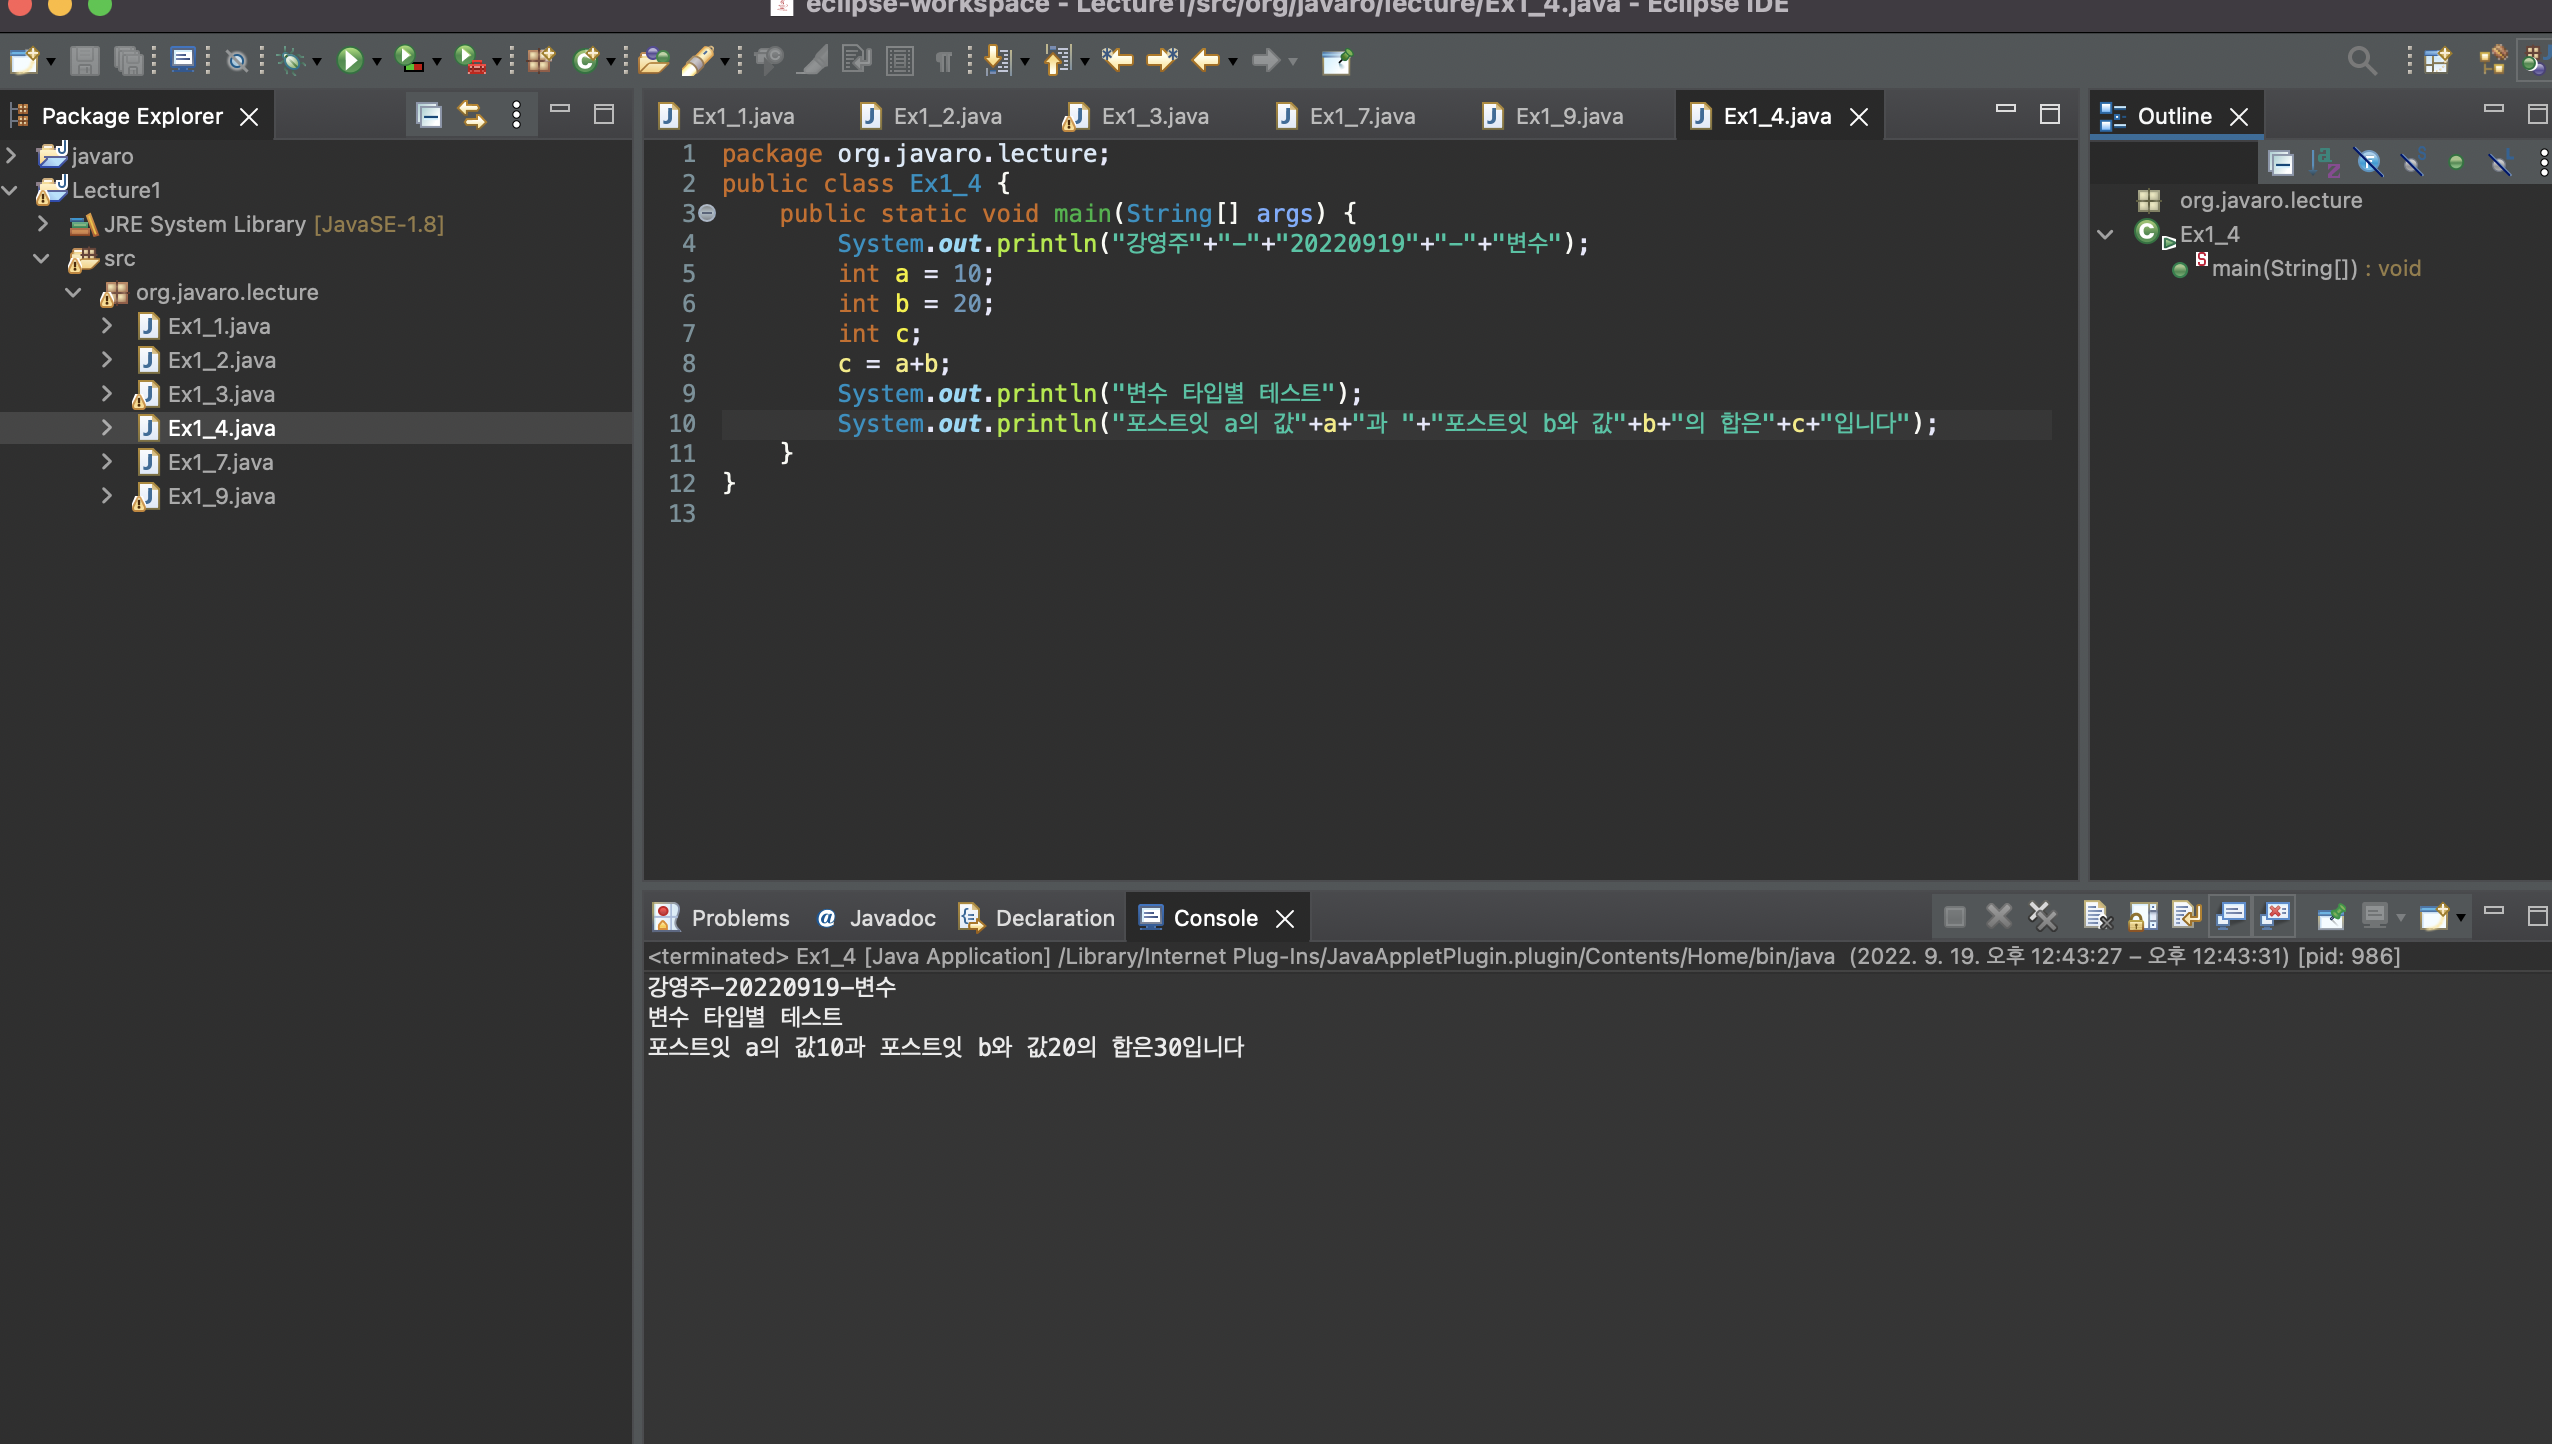 eclipse-workspace - Lecture1/src/org/javaro/lecture/Ex1_4.java - Eclipse IDE
Package Explorer
javaro
Lecture1
JRE System Library [JavaSE-1.8]
src
org.javaro.lecture
Ex1_1.java
Ex1_2.java
Ex1_3.java
Ex1_4.java
Ex1_7.java
Ex1_9.java
Ex1_1.java Ex1_2.java Ex1_3.java Ex1_7.java Ex1_9.java Ex1_4.java
1 package org.javaro.lecture;
2 public class Ex1_4 {
3 public static void main(String[] args) {
4 System.out.println("강영주"+"-"+"20220919"+"-"+"변수");
5 int a = 10;
6 int b = 20;
7 int c;
8 c = a+b;
9 System.out.println("변수 타입별 테스트");
10 System.out.println("포스트잇 a의 값"+a+"과 "+"포스트잇 b와 값"+b+"의 합은"+c+"입니다");
11 }
12 }
13
Outline
org.javaro.lecture
Ex1_4
main(String[]) : void
Problems Javadoc Declaration Console
<terminated> Ex1_4 [Java Application] /Library/Internet Plug-Ins/JavaAppletPlugin.plugin/Contents/Home/bin/java (2022. 9. 19. 오후 12:43:27 – 오후 12:43:31) [pid: 986]
강영주-20220919-변수
변수 타입별 테스트
포스트잇 a의 값10과 포스트잇 b와 값20의 합은30입니다